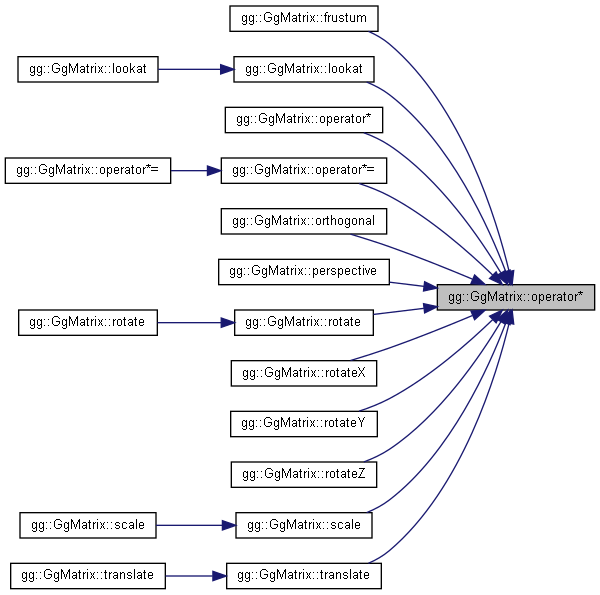 gg::GgMatrix::frustum
gg::GgMatrix::lookat
gg::GgMatrix::lookat
gg::GgMatrix::operator*
gg::GgMatrix::operator*=
gg::GgMatrix::operator*=
gg::GgMatrix::orthogonal
gg::GgMatrix::perspective
gg::GgMatrix::operator*
gg::GgMatrix::rotate
gg::GgMatrix::rotate
gg::GgMatrix::rotateX
gg::GgMatrix::rotateY
gg::GgMatrix::rotateZ
gg::GgMatrix::scale
gg::GgMatrix::scale
gg::GgMatrix::translate
gg::GgMatrix::translate